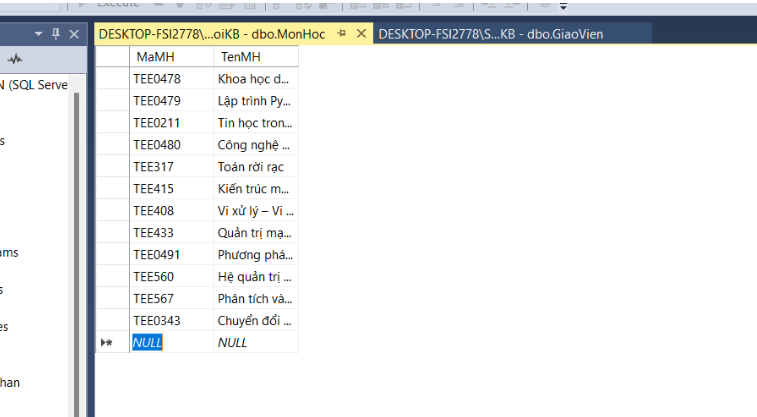 Execute
DESKTOP-FSI2778\...oiKB - dbo.MonHoc DESKTOP-FSI2778\S...KB - dbo.GiaoVien
MaMH TenMH
N (SQL Serve
TEE0478 Khoa học d...
TEE0479 Lập trình Py...
TEE0211 Tin học tron...
s TEE0480 Công nghệ ...
TEE317 Toán rời rạc
TEE415 Kiến trúc m...
TEE408 Vi xử lý – Vi ...
TEE433 Quản trị mạ...
ams TEE0491 Phương phá...
TEE560 Hệ quản trị ...
s TEE567 Phân tích và...
es TEE0343 Chuyển đổi ...
NULL NULL
han